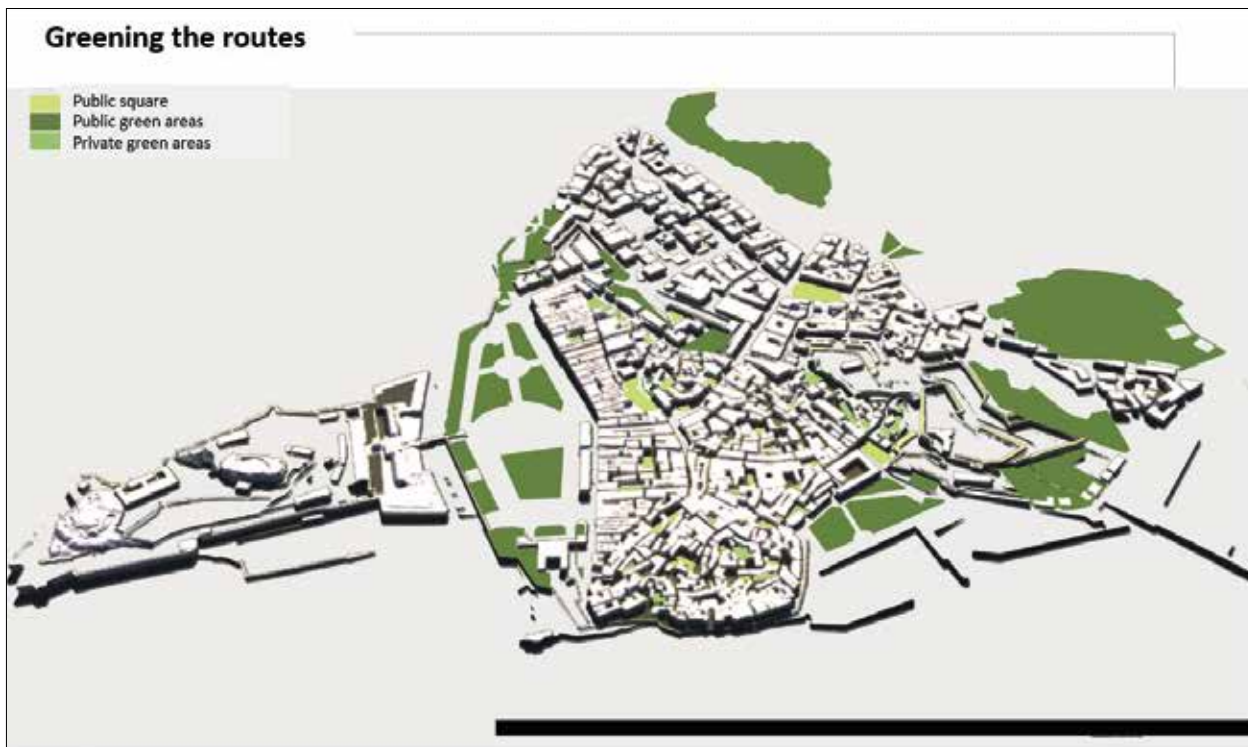 Greening the routes
Public square
Public green areas
Private green areas